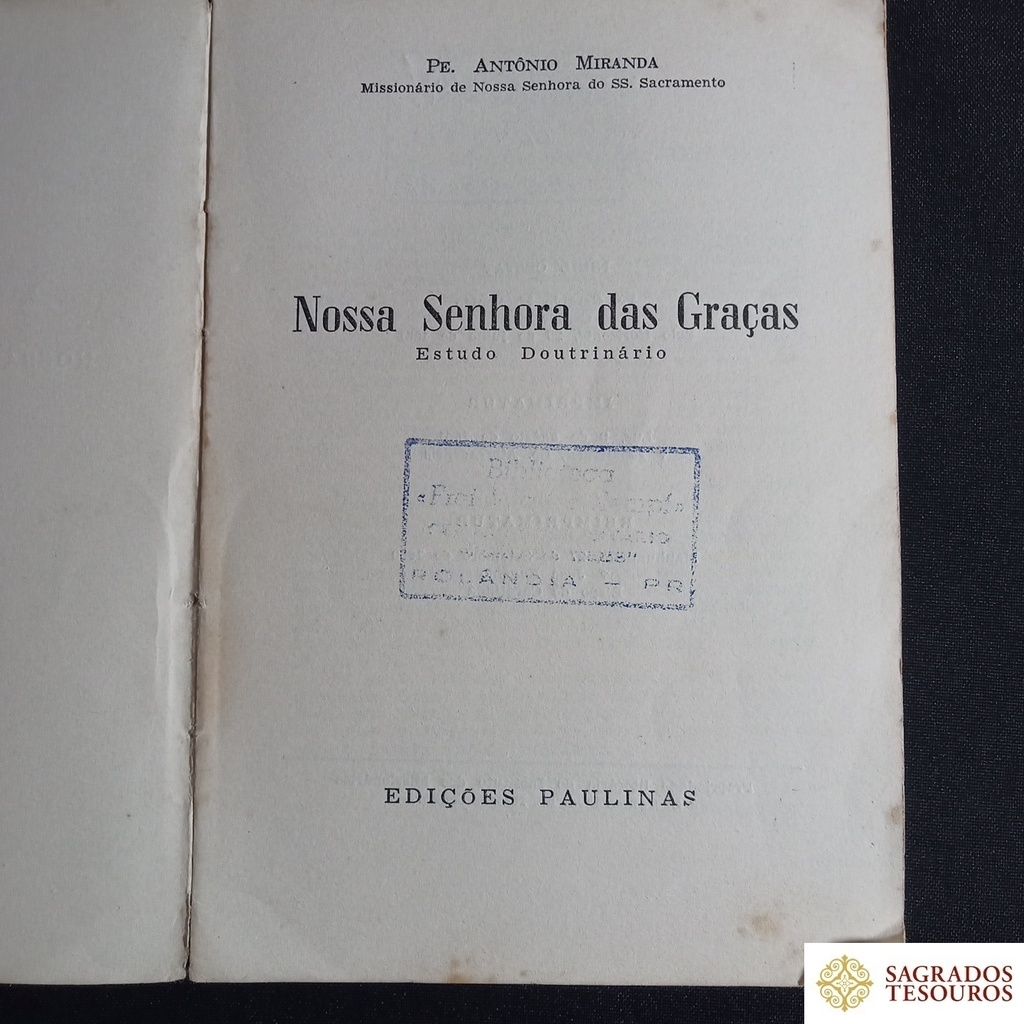 PE. ANTÔNIO MIRANDA
Missionário de Nossa Senhora do SS. Sacramento
Nossa Senhora das Graças
Estudo Doutrinário
Biblioteca
ROLÂNDIA - PR
EDIÇÕES PAULINAS
SAGRADOS
TESOUROS